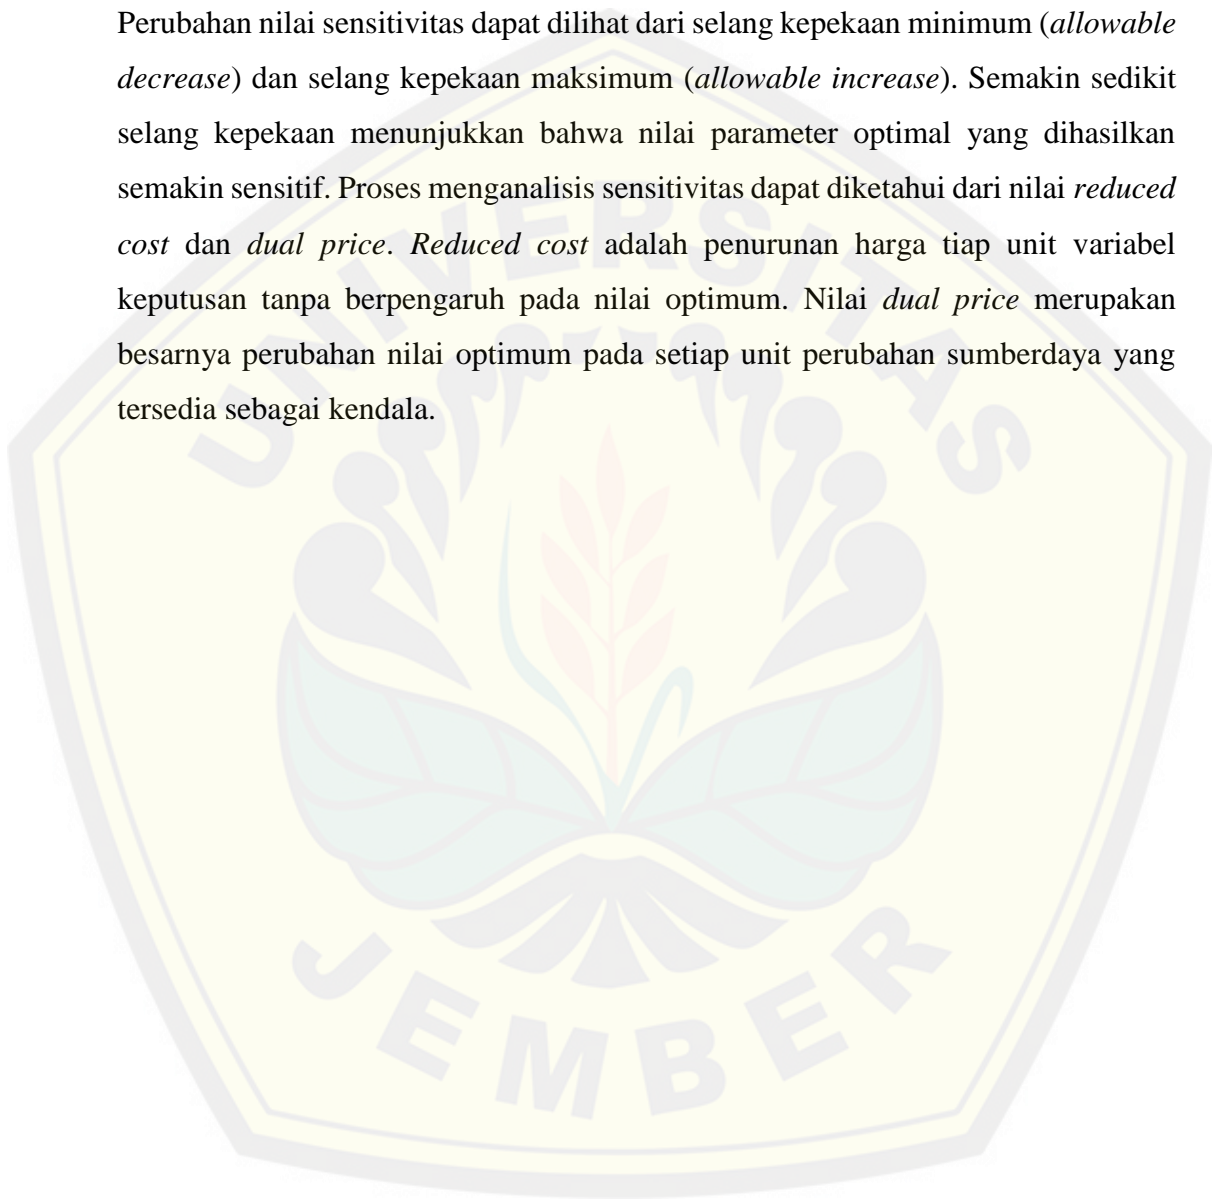 Perubahan nilai sensitivitas dapat dilihat dari selang kepekaan minimum (allowable
decrease) dan selang kepekaan maksimum (allowable increase). Semakin sedikit
selang kepekaan menunjukkan bahwa nilai parameter optimal yang dihasilkan
semakin sensitif. Proses menganalisis sensitivitas dapat diketahui dari nilai reduced
cost dan dual price. Reduced cost adalah penurunan harga tiap unit variabel
keputusan tanpa berpengaruh pada nilai optimum. Nilai dual price merupakan
besarnya perubahan nilai optimum pada setiap unit perubahan sumberdaya yang
tersedia sebagai kendala.
UNIVERSITAS
JEMBER